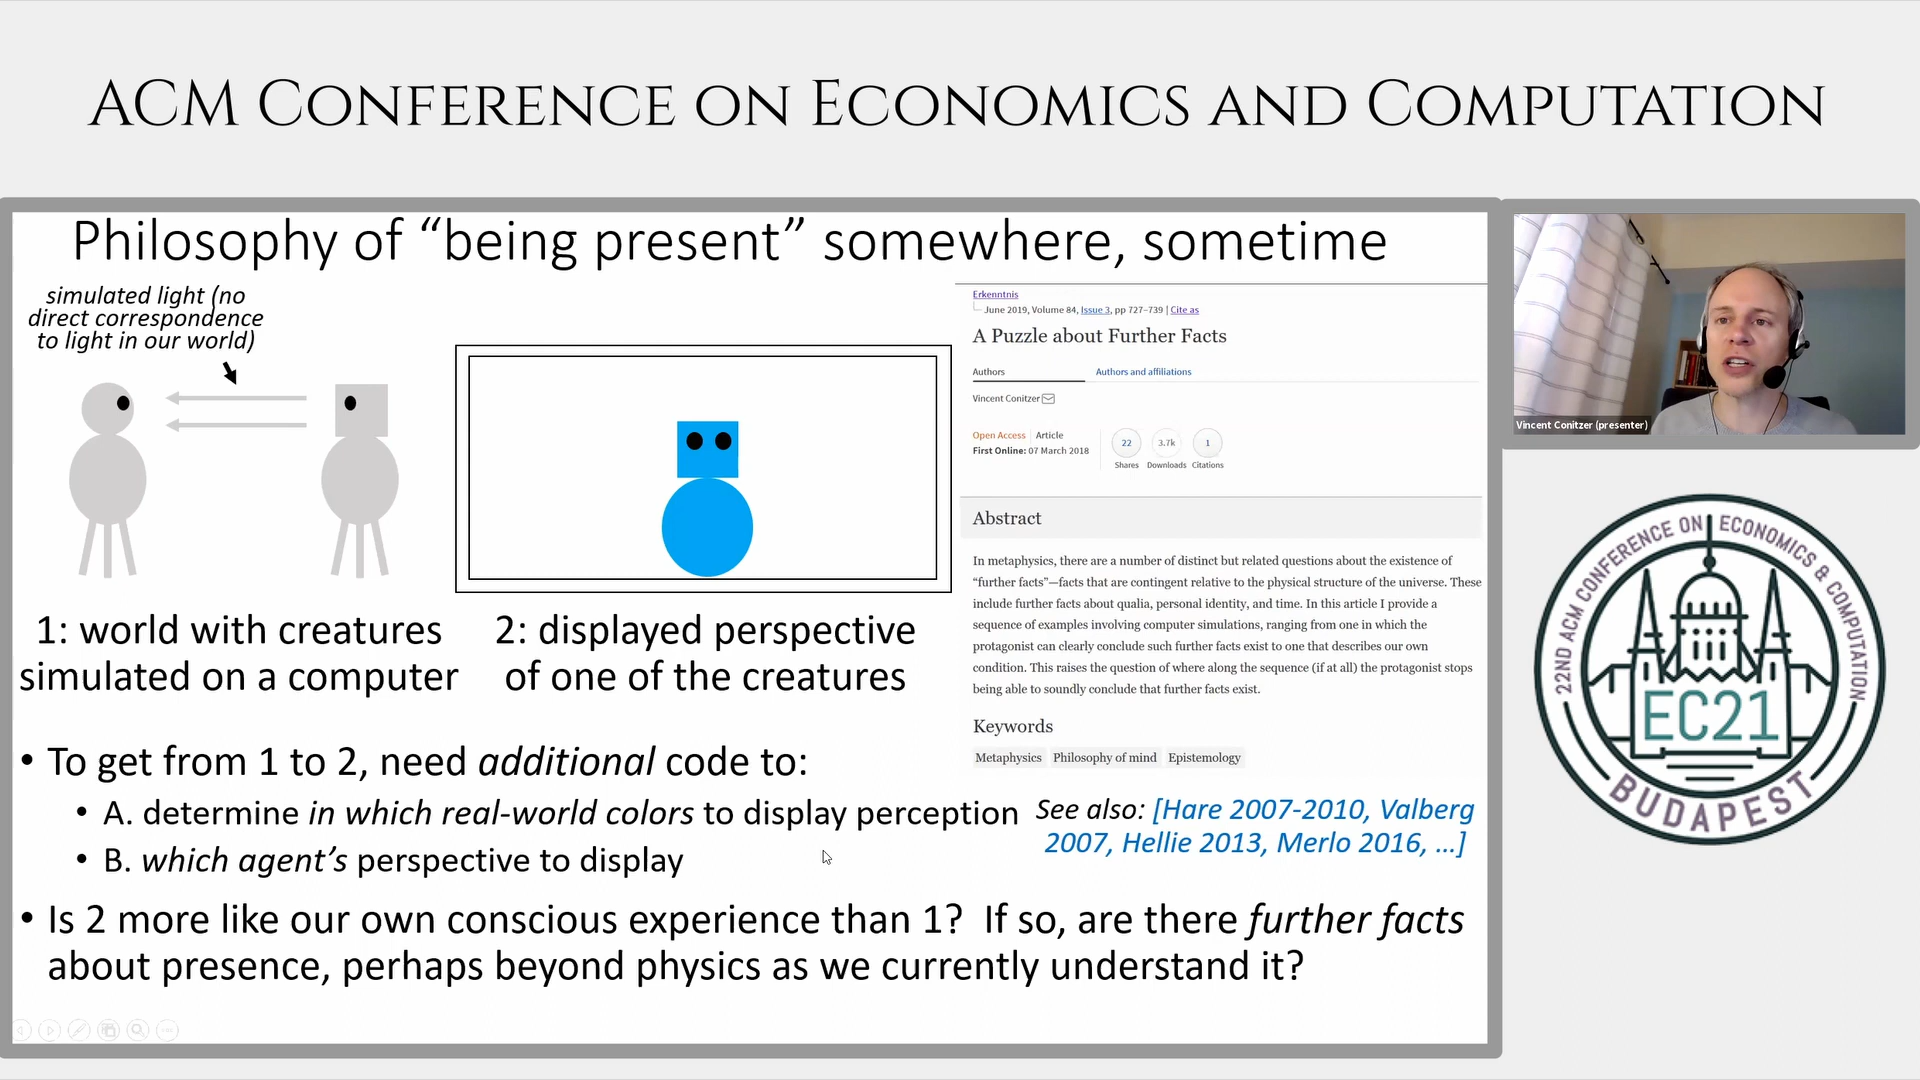 ACM Conference on Economics and Computation
Philosophy of “being present” somewhere, sometime
simulated light (no
direct correspondence
to light in our world)
1: world with creatures
simulated on a computer
2: displayed perspective
of one of the creatures
Erkenntnis
June 2019, Volume 84, Issue 3, pp 727–739 | Cite as
A Puzzle about Further Facts
Authors
Authors and affiliations
Vincent Conitzer
Open Access | Article
First Online: 07 March 2018
22
Shares
3.7k
Downloads
1
Citations
Abstract
In metaphysics, there are a number of distinct but related questions about the existence of
“further facts”—facts that are contingent relative to the physical structure of the universe. These
include further facts about qualia, personal identity, and time. In this article I provide a
sequence of examples involving computer simulations, ranging from one in which the
protagonist can clearly conclude such further facts exist to one that describes our own
condition. This raises the question of where along the sequence (if at all) the protagonist stops
being able to soundly conclude that further facts exist.
Keywords
Metaphysics Philosophy of mind Epistemology
• To get from 1 to 2, need additional code to:
• A. determine in which real-world colors to display perception
• B. which agent’s perspective to display
See also: [Hare 2007-2010, Valberg
2007, Hellie 2013, Merlo 2016, ...]
• Is 2 more like our own conscious experience than 1? If so, are there further facts
about presence, perhaps beyond physics as we currently understand it?
Vincent Conitzer (presenter)
22ND ACM CONFERENCE ON ECONOMICS & COMPUTATION
EC21
BUDAPEST